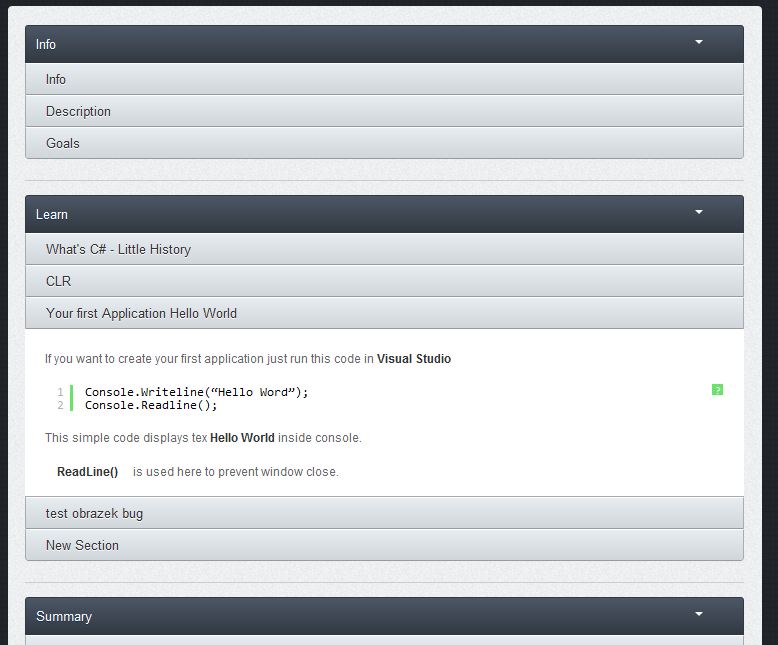 Info
Info
Description
Goals
Learn
What's C# - Little History
CLR
Your first Application Hello World
If you want to create your first application just run this code in Visual Studio
1 Console.Writeline(“Hello Word”);
?
2 Console.Readline();
This simple code displays tex Hello World inside console.
ReadLine() is used here to prevent window close.
test obrazek bug
New Section
Summary